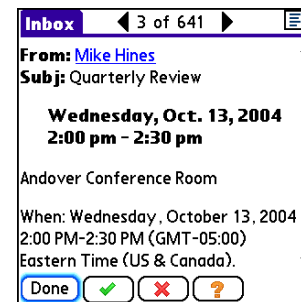 Inbox 3 of 641
From: Mike Hines
Subj: Quarterly Review
Wednesday, Oct. 13, 2004
2:00 pm - 2:30 pm
Andover Conference Room
When: Wednesday, October 13, 2004
2:00 PM-2:30 PM (GMT-05:00)
Eastern Time (US & Canada).
Done ?